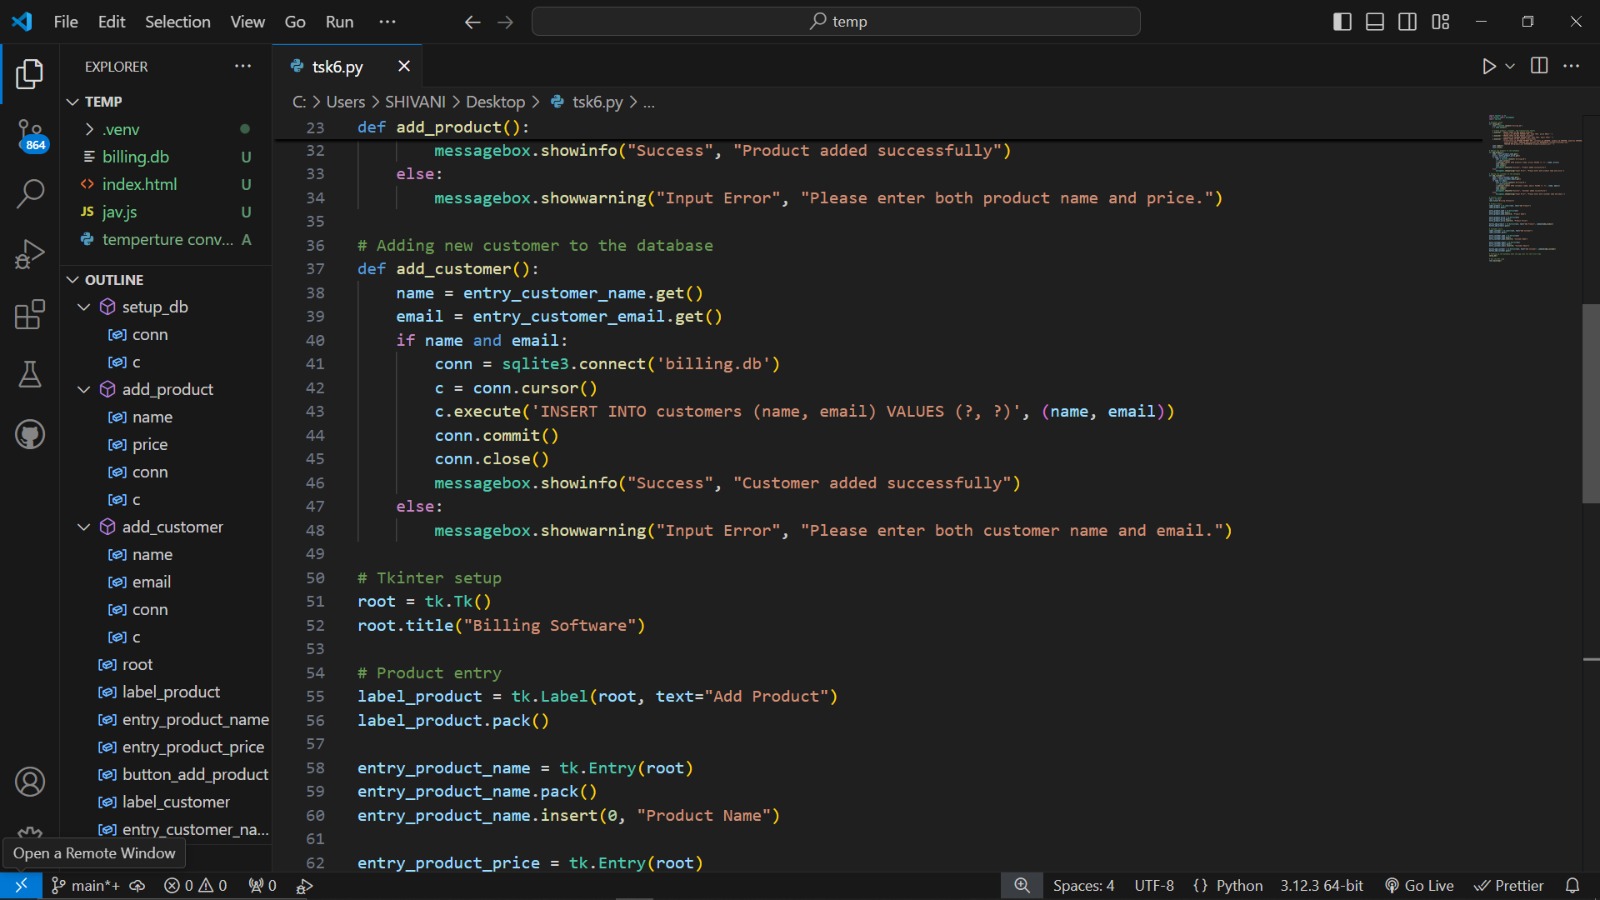 File Edit Selection View Go Run ··· temp
EXPLORER ···
TEMP
.venv
billing.db U
index.html U
JS jav.js U
temperture conv... A
OUTLINE
setup_db
conn
c
add_product
name
price
conn
c
add_customer
name
email
conn
c
root
label_product
entry_product_name
entry_product_price
button_add_product
label_customer
entry_customer_na...
864
Open a Remote Window
tsk6.py
C: > Users > SHIVANI > Desktop > tsk6.py > ...
23 def add_product():
32 messagebox.showinfo("Success", "Product added successfully")
33 else:
34 messagebox.showwarning("Input Error", "Please enter both product name and price.")
35
36 # Adding new customer to the database
37 def add_customer():
38 name = entry_customer_name.get()
39 email = entry_customer_email.get()
40 if name and email:
41 conn = sqlite3.connect('billing.db')
42 c = conn.cursor()
43 c.execute('INSERT INTO customers (name, email) VALUES (?, ?)', (name, email))
44 conn.commit()
45 conn.close()
46 messagebox.showinfo("Success", "Customer added successfully")
47 else:
48 messagebox.showwarning("Input Error", "Please enter both customer name and email.")
49
50 # Tkinter setup
51 root = tk.Tk()
52 root.title("Billing Software")
53
54 # Product entry
55 label_product = tk.Label(root, text="Add Product")
56 label_product.pack()
57
58 entry_product_name = tk.Entry(root)
59 entry_product_name.pack()
60 entry_product_name.insert(0, "Product Name")
61
62 entry_product_price = tk.Entry(root)
main*+ 0 0 0 Spaces: 4 UTF-8 {} Python 3.12.3 64-bit Go Live Prettier